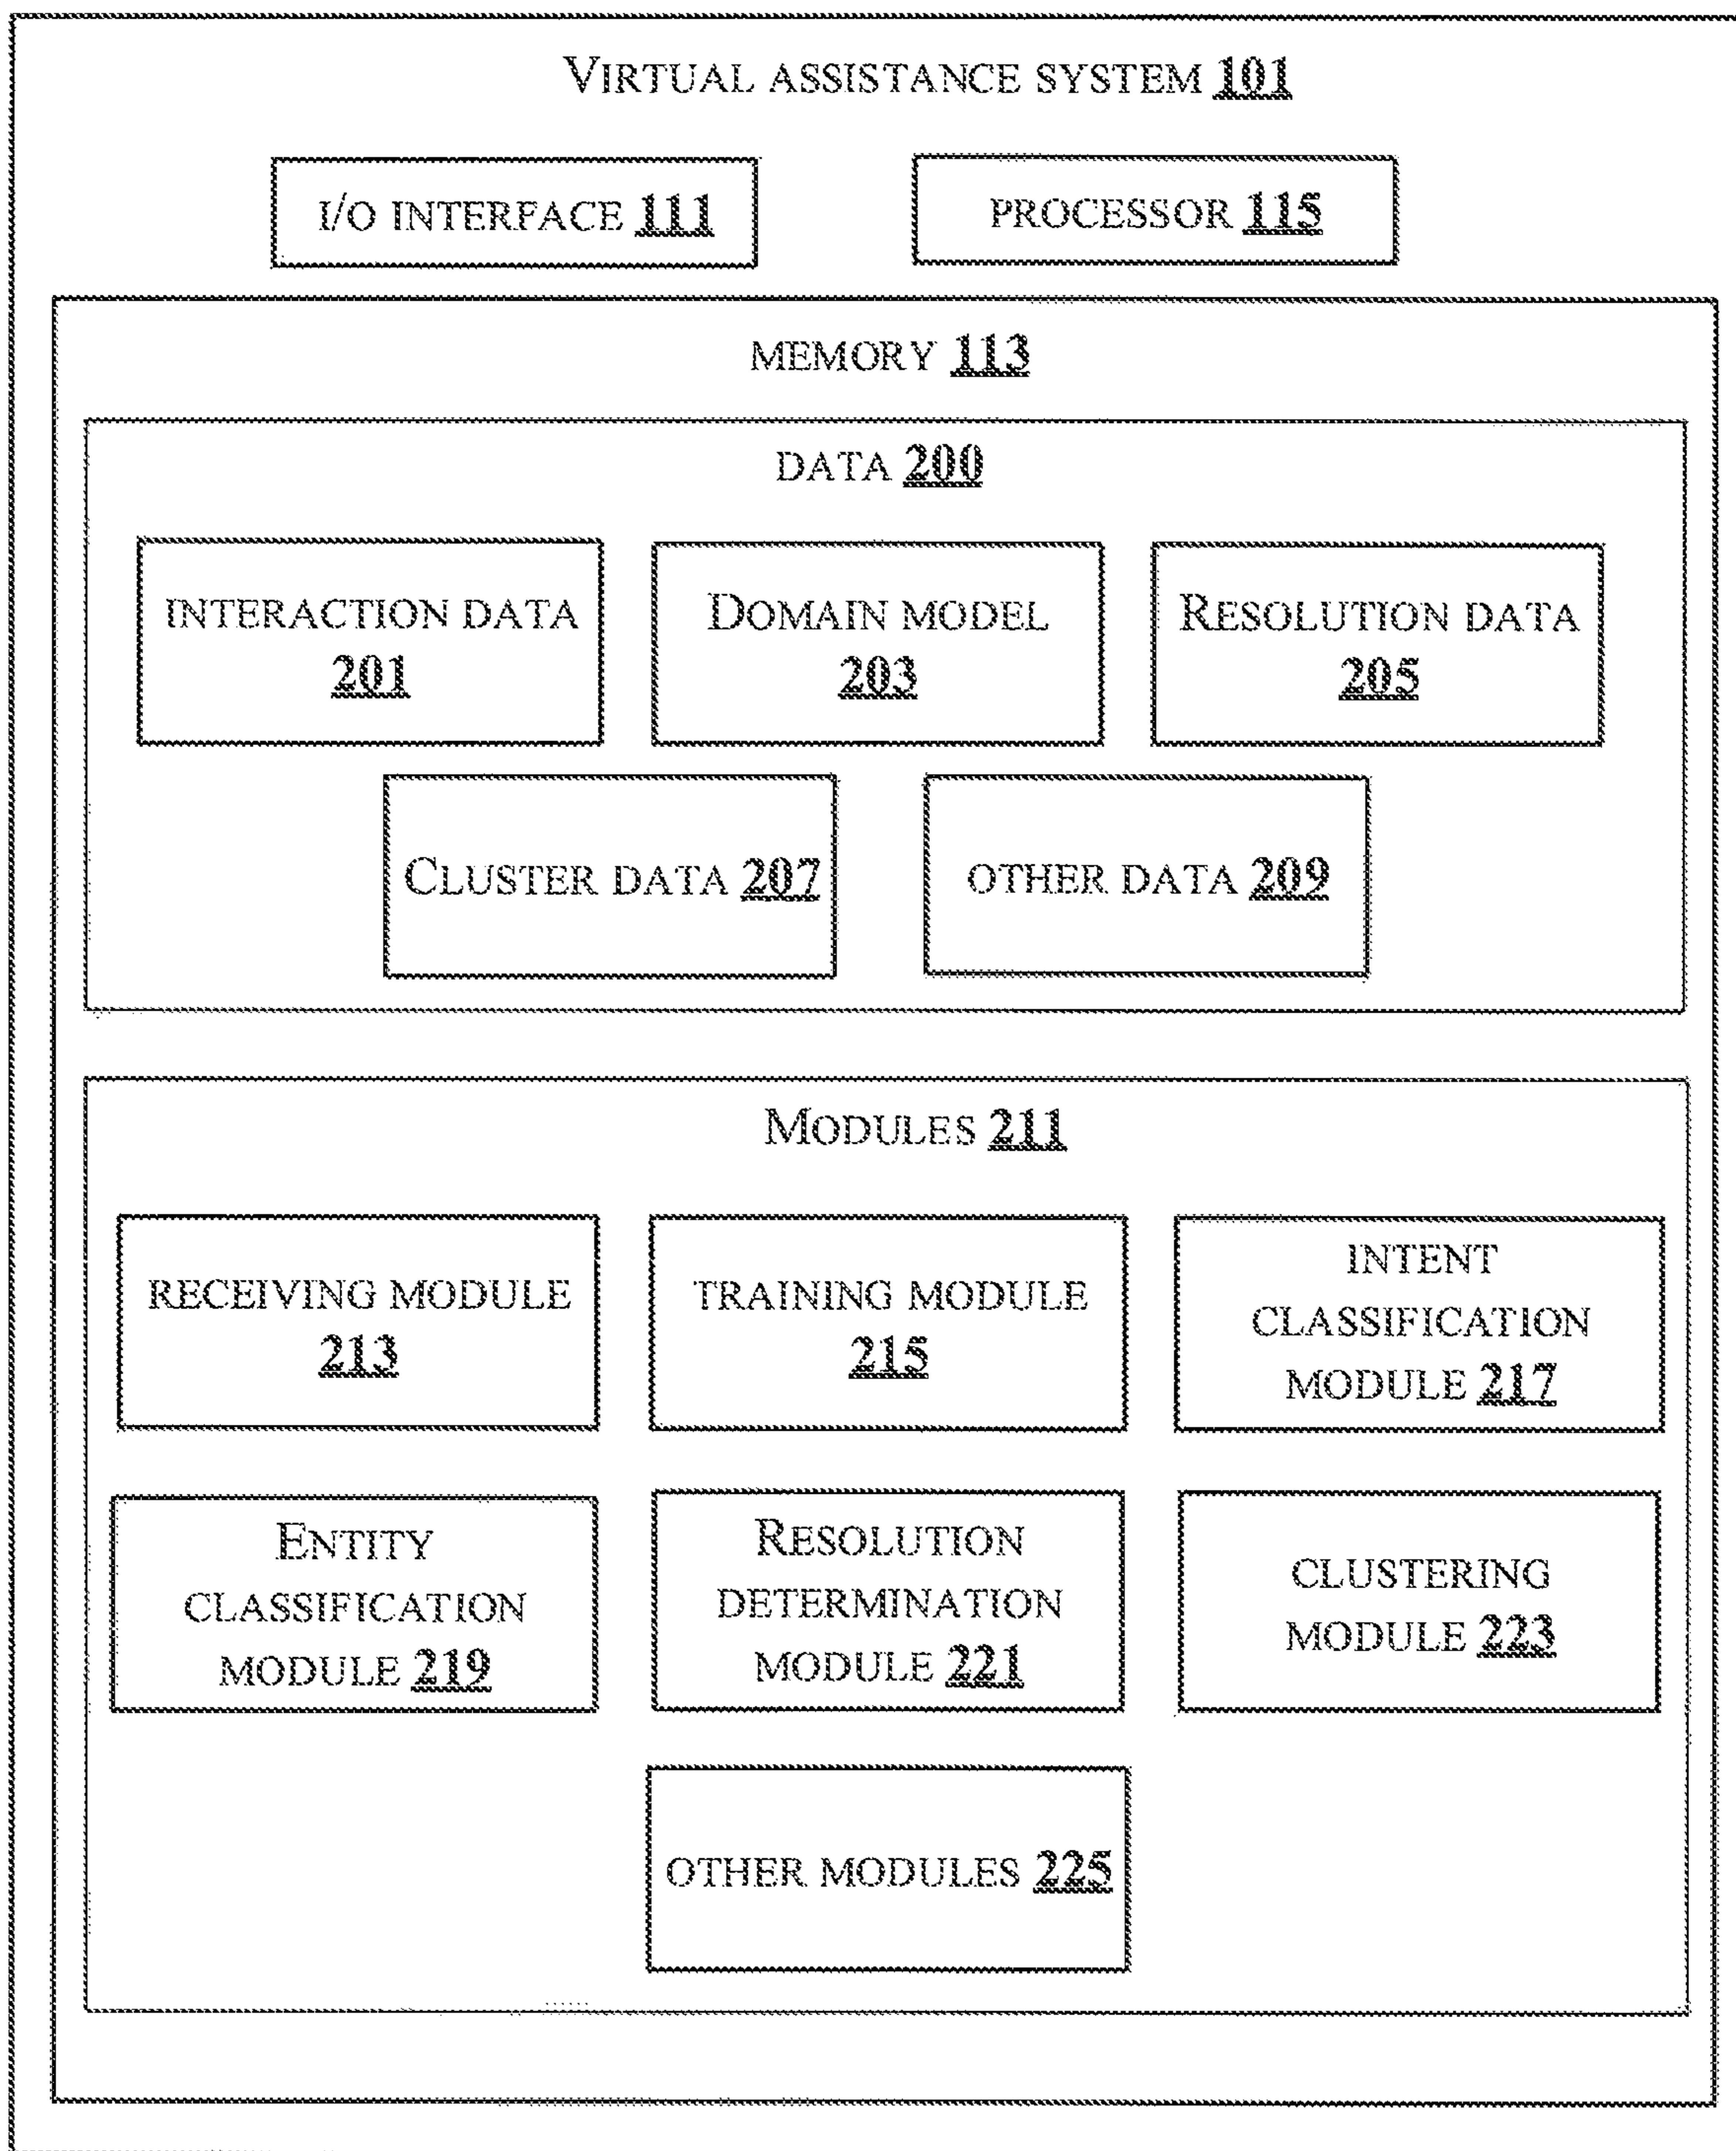 VIRTUAL ASSISTANCE SYSTEM 101
I/O INTERFACE 111
PROCESSOR 115
MEMORY 113
DATA 200
INTERACTION DATA
201
DOMAIN MODEL
203
RESOLUTION DATA
205
CLUSTER DATA 207
OTHER DATA 209
MODULES 211
RECEIVING MODULE
213
TRAINING MODULE
215
INTENT
CLASSIFICATION
MODULE 217
ENTITY
CLASSIFICATION
MODULE 219
RESOLUTION
DETERMINATION
MODULE 221
CLUSTERING
MODULE 223
OTHER MODULES 225